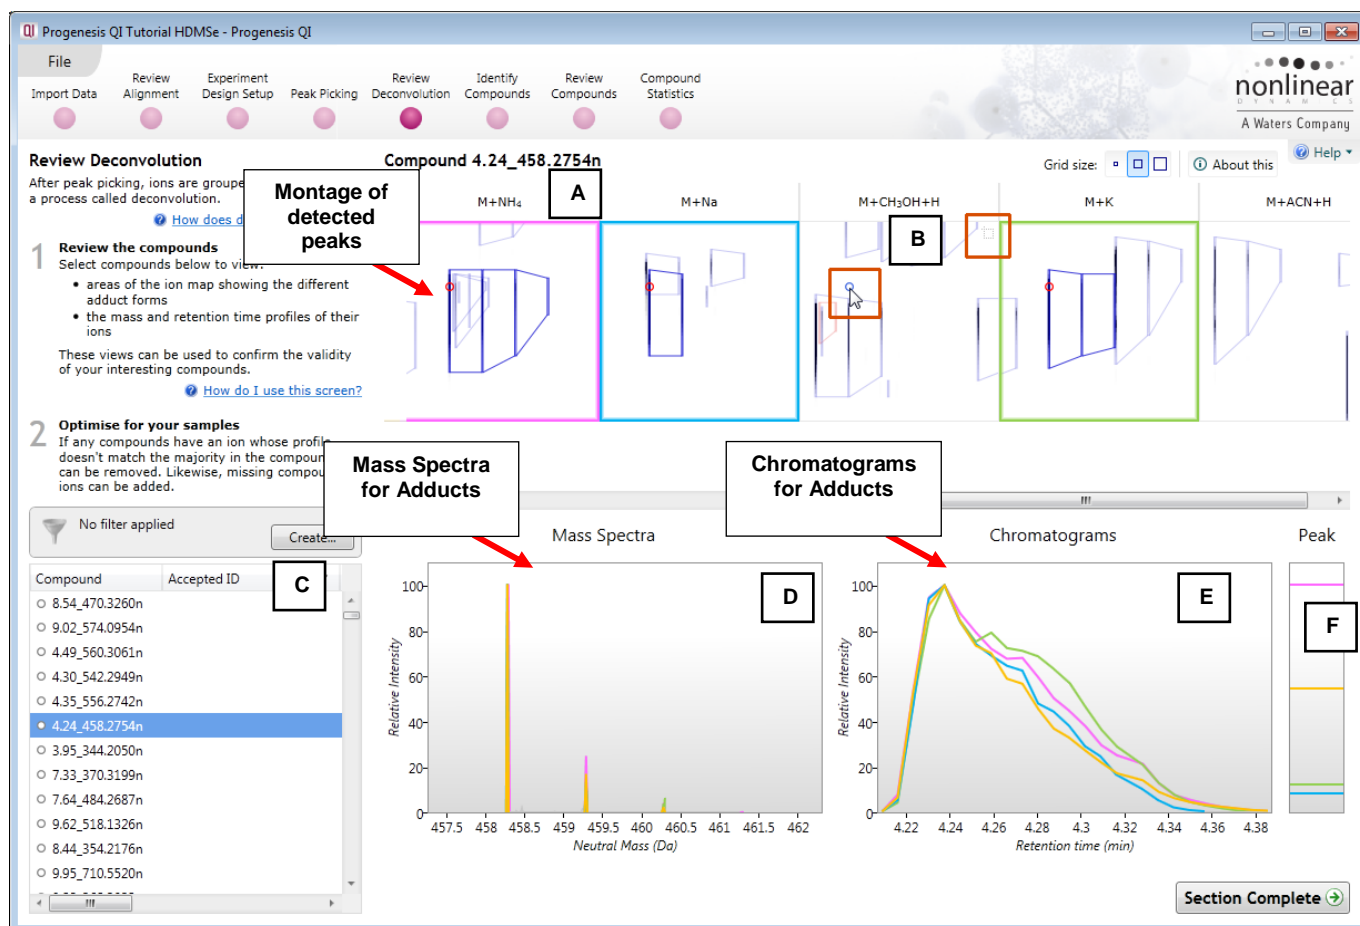 Progenesis QI Tutorial HDMSe - Progenesis QI
File
Import Data
Review Alignment
Experiment Design Setup
Peak Picking
Review Deconvolution
Identify Compounds
Review Compounds
Compound Statistics
nonlinear
DYNAMICS
A Waters Company
Review Deconvolution
After peak picking, ions are groupe
a process called deconvolution.
How does d
1 Review the compounds
Select compounds below to view:
• areas of the ion map showing the different
adduct forms
• the mass and retention time profiles of their
ions
These views can be used to confirm the validity
of your interesting compounds.
How do I use this screen?
2 Optimise for your samples
If any compounds have an ion whose profile
doesn't match the majority in the compoun
can be removed. Likewise, missing compou
ions can be added.
Compound 4.24_458.2754n
Grid size:
About this
Help
M+NH₄
M+Na
M+CH₃OH+H
M+K
M+ACN+H
Montage of
detected
peaks
A
B
Mass Spectra
for Adducts
Chromatograms
for Adducts
No filter applied
Create...
Compound Accepted ID
C
8.54_470.3260n
9.02_574.0954n
4.49_560.3061n
4.30_542.2949n
4.35_556.2742n
4.24_458.2754n
3.95_344.2050n
7.33_370.3199n
7.64_484.2687n
9.62_518.1326n
8.44_354.2176n
9.95_710.5520n
Mass Spectra
D
Relative Intensity
100
80
60
40
20
0
457.5 458 458.5 459 459.5 460 460.5 461 461.5 462
Neutral Mass (Da)
Chromatograms
E
Relative Intensity
100
80
60
40
20
0
4.22 4.24 4.26 4.28 4.3 4.32 4.34 4.36 4.38
Retention time (min)
Peak
F
Section Complete